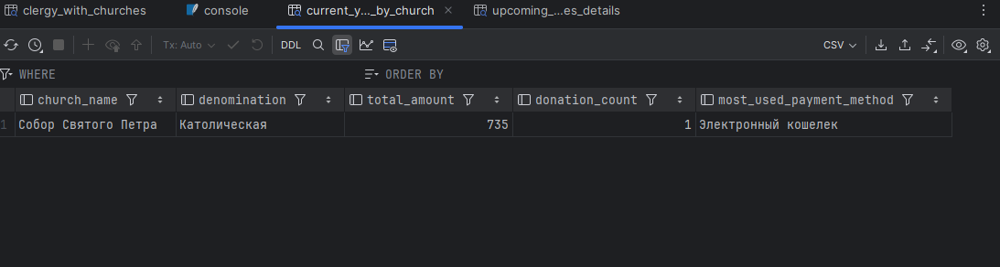 clergy_with_churches console current_y..._by_church upcoming_...es_details
Tx: Auto DDL CSV
WHERE ORDER BY
church_name denomination total_amount donation_count most_used_payment_method
1 Собор Святого Петра Католическая 735 1 Электронный кошелек